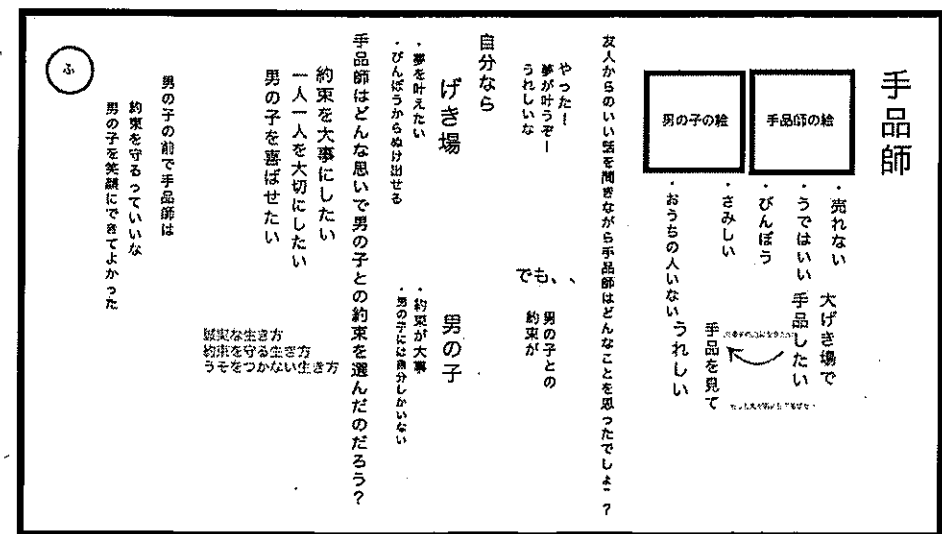 手品師
手品師の絵
・売れない
・うではいい
・びんぼう
大げき場で
手品したい
男の子の絵
・さみしい
・おうちの人いない
手品を見て
うれしい
友人からのいい話を聞きながら手品師はどんなことを思ったでしょ
?
やったー
夢が叶うぞー
うれしいな
でも、、
男の子との
約束が
自分なら
げき場
・夢を叶えたい
・びんぼうからぬけ出せる
男の子
・約束が大事
・男の子には自分しかいない
手品師はどんな思いで男の子との約束を選んだのだろう?
約束を大事にしたい
一人一人を大切にしたい
男の子を喜ばせたい
誠実な生き方
約束を守る生き方
うそをつかない生き方
男の子の前で手品師は
約束を守るっていいな
男の子を笑顔にできてよかった
ふ